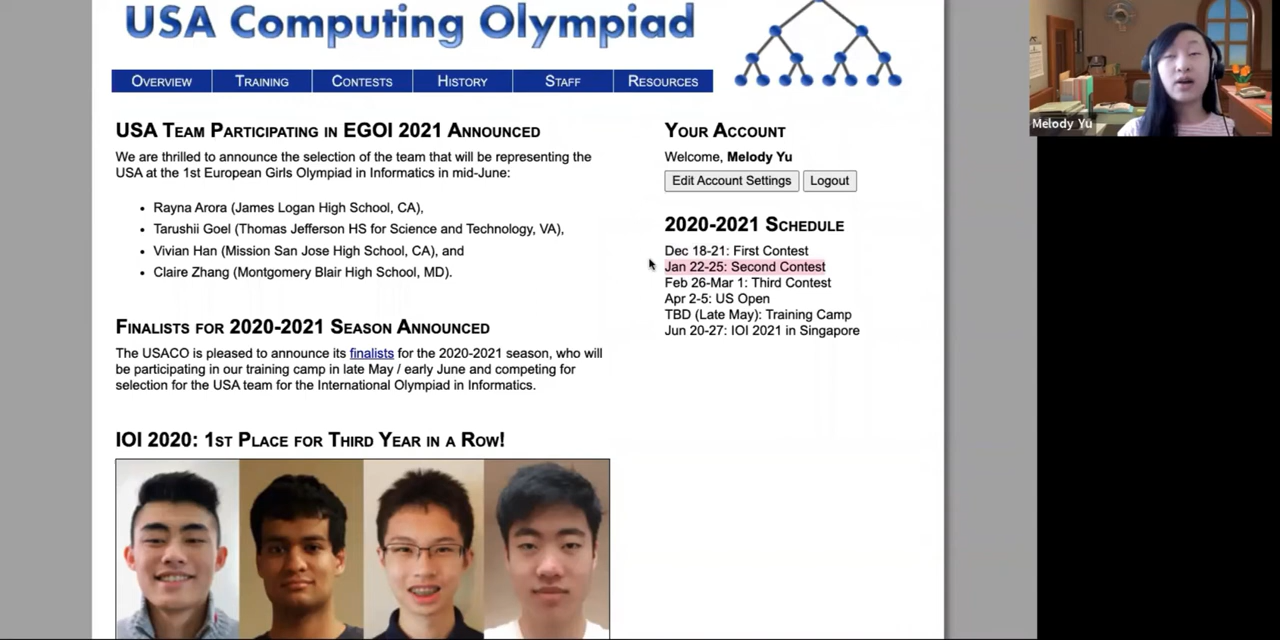 USA Computing Olympiad
OVERVIEW TRAINING CONTESTS HISTORY STAFF RESOURCES
USA TEAM PARTICIPATING IN EGOI 2021 ANNOUNCED
We are thrilled to announce the selection of the team that will be representing the
USA at the 1st European Girls Olympiad in Informatics in mid-June:
• Rayna Arora (James Logan High School, CA),
• Tarushii Goel (Thomas Jefferson HS for Science and Technology, VA),
• Vivian Han (Mission San Jose High School, CA), and
• Claire Zhang (Montgomery Blair High School, MD).
FINALISTS FOR 2020-2021 SEASON ANNOUNCED
The USACO is pleased to announce its finalists for the 2020-2021 season, who will
be participating in our training camp in late May / early June and competing for
selection for the USA team for the International Olympiad in Informatics.
IOI 2020: 1ST PLACE FOR THIRD YEAR IN A ROW!
YOUR ACCOUNT
Welcome, Melody Yu
Edit Account Settings Logout
2020-2021 SCHEDULE
Dec 18-21: First Contest
Jan 22-25: Second Contest
Feb 26-Mar 1: Third Contest
Apr 2-5: US Open
TBD (Late May): Training Camp
Jun 20-27: IOI 2021 in Singapore
Melody Yu